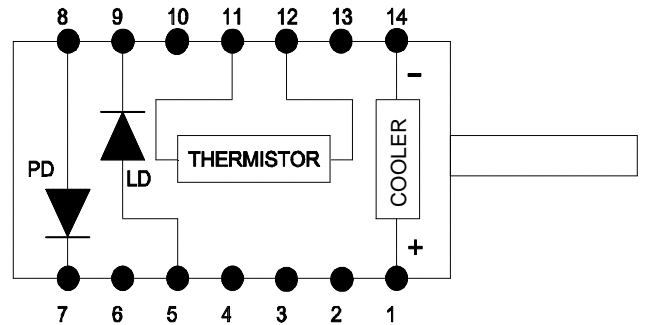 8 9 10 11 12 13 14
−
THERMISTOR
COOLER
PD
LD
+
7 6 5 4 3 2 1